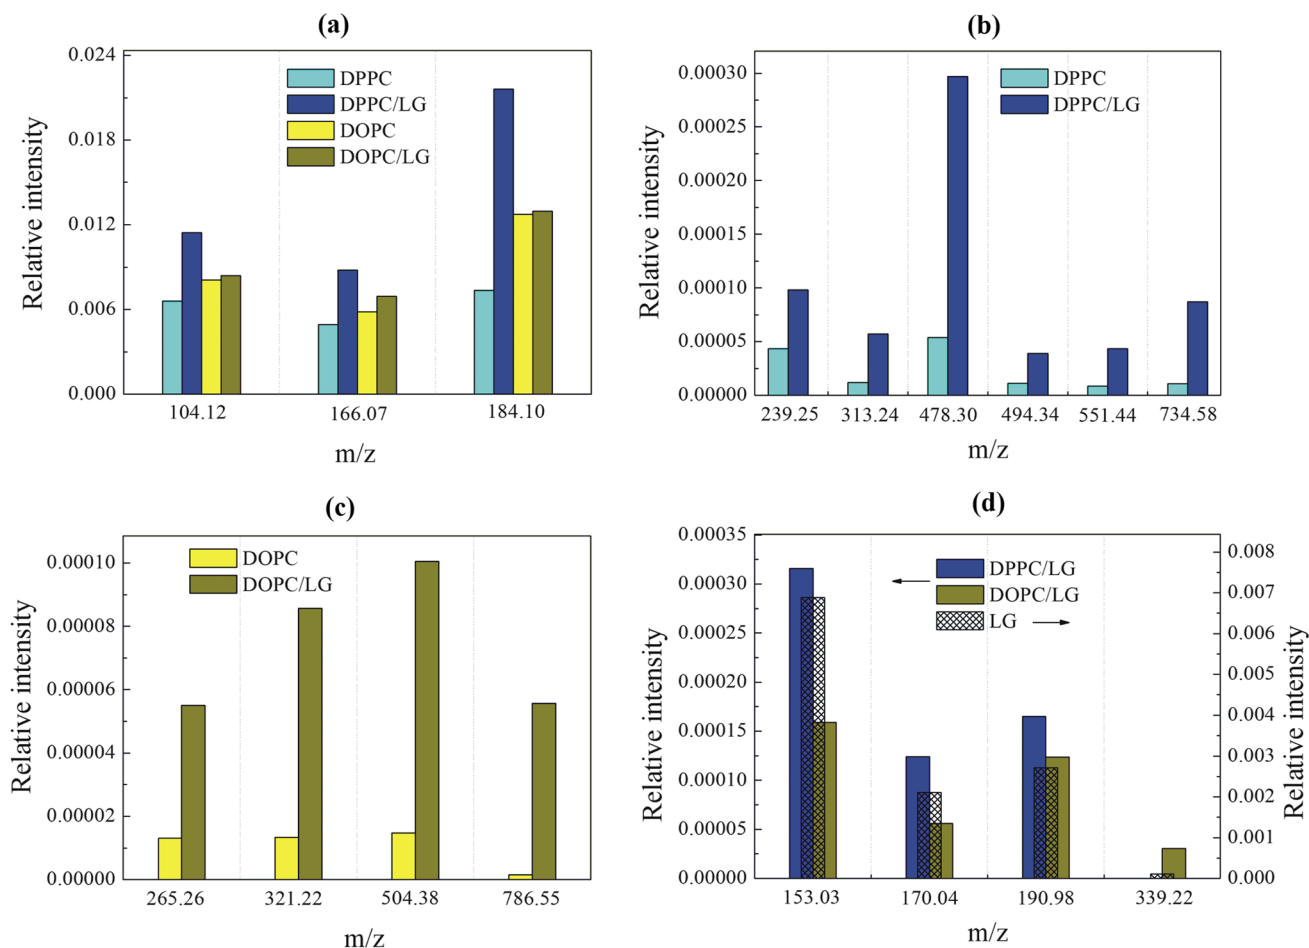 (a)
Relative intensity
0.024
0.018
0.012
0.006
0.000
DPPC
DPPC/LG
DOPC
DOPC/LG
104.12 166.07 184.10
m/z
(b)
Relative intensity
0.00030
0.00025
0.00020
0.00015
0.00010
0.00005
0.00000
DPPC
DPPC/LG
239.25 313.24 478.30 494.34 551.44 734.58
m/z
(c)
Relative intensity
0.00010
0.00008
0.00006
0.00004
0.00002
0.00000
DOPC
DOPC/LG
265.26 321.22 504.38 786.55
m/z
(d)
Relative intensity
0.00035
0.00030
0.00025
0.00020
0.00015
0.00010
0.00005
0.00000
DPPC/LG
DOPC/LG
LG
0.008
0.007
0.006
0.005
0.004
0.003
0.002
0.001
0.000
Relative intensity
153.03 170.04 190.98 339.22
m/z